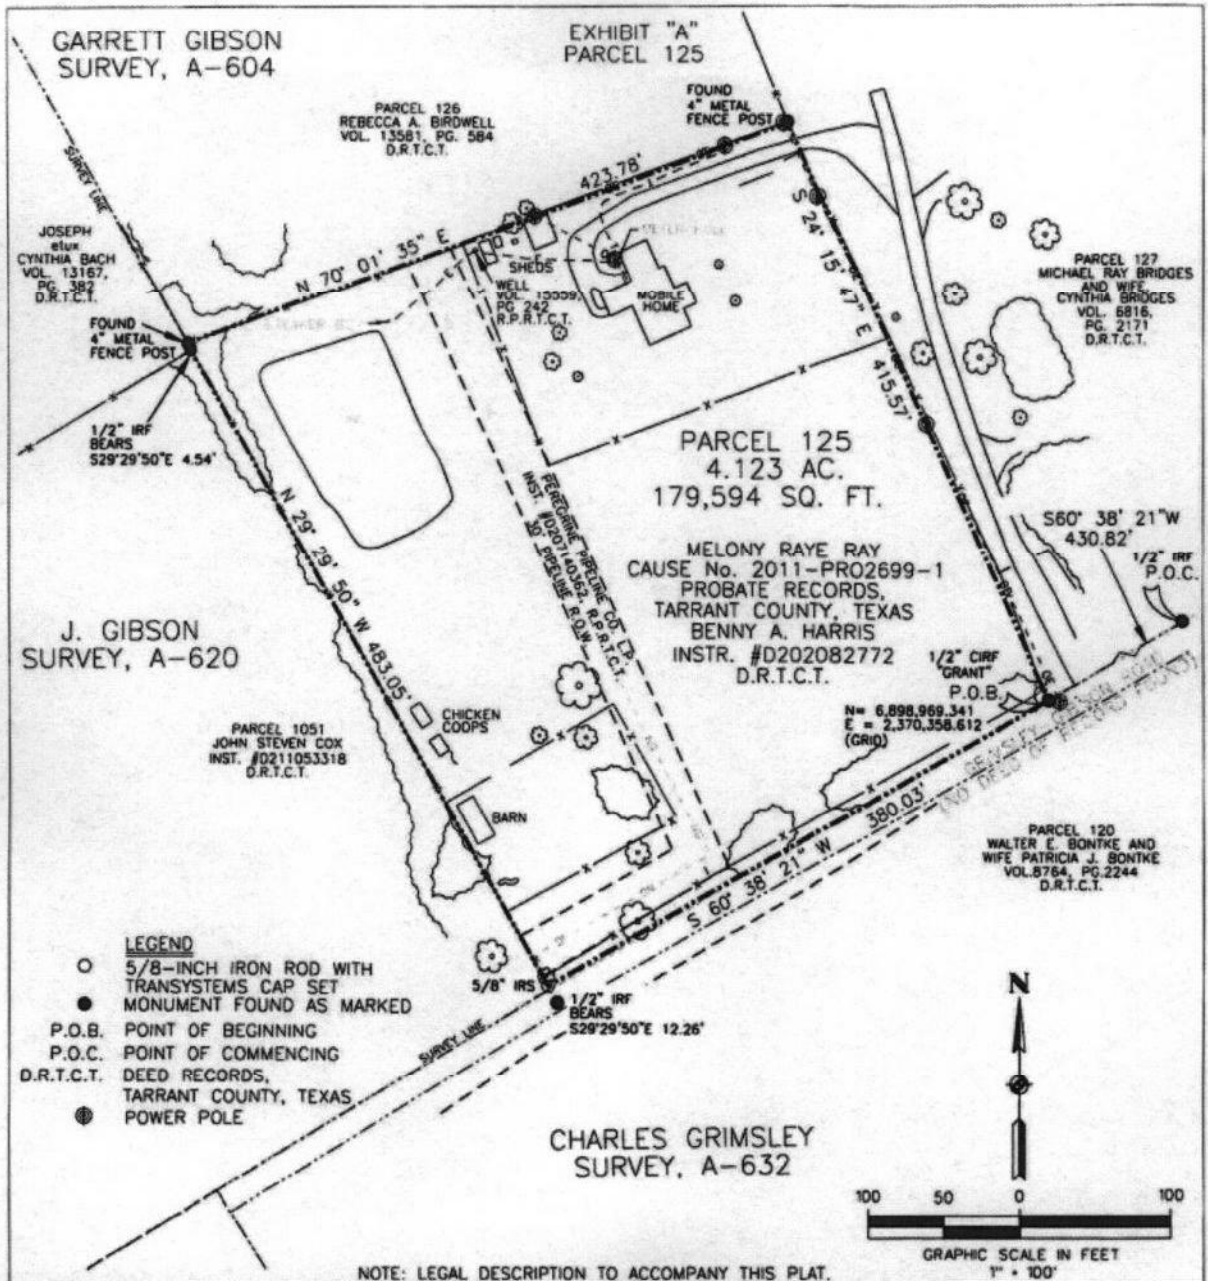 GARRETT GIBSON
SURVEY, A-604
EXHIBIT "A"
PARCEL 125
PARCEL 126
REBECCA A. BIRDWELL
VOL. 13581, PG. 584
D.R.T.C.T.
FOUND
4" METAL
FENCE POST
SURVEY LINE
423.78'
N 70° 01' 35" E
S 24° 15' 47" E
415.57'
JOSEPH
etux
CYNTHIA BACH
VOL. 13167,
PG. 382
D.R.T.C.T.
FOUND
4" METAL
FENCE POST
1/2" IRF
BEARS
S29°29'50"E 4.54'
SHEDS
WELL
VOL. 15559,
PG 242
R.P.R.T.C.T.
MOBILE
HOME
PARCEL 127
MICHAEL RAY BRIDGES
AND WIFE,
CYNTHIA BRIDGES
VOL. 6816,
PG. 2171
D.R.T.C.T.
PARCEL 125
4.123 AC.
179,594 SQ. FT.
MELONY RAYE RAY
CAUSE No. 2011-PRO2699-1
PROBATE RECORDS,
TARRANT COUNTY, TEXAS
BENNY A. HARRIS
INSTR. #D202082772
D.R.T.C.T.
PEREGRINE PIPELINE CO. L.P.
INST. #D207140362, R.P.R.T.C.T.
30' PIPELINE R.O.W.
N 29° 29' 50" W 483.05'
S60° 38' 21"W
430.82'
1/2" IRF
P.O.C.
1/2" CIRF
"GRANT"
P.O.B.
N= 6,898,969.341
E = 2,370,358.612
(GRID)
J. GIBSON
SURVEY, A-620
PARCEL 1051
JOHN STEVEN COX
INST. #D211053318
D.R.T.C.T.
CHICKEN
COOPS
BARN
S 60° 38' 21" W
380.03'
(NO DEED OF RECORD FOUND)
PARCEL 120
WALTER E. BONTKE AND
WIFE PATRICIA J. BONTKE
VOL.8764, PG.2244
D.R.T.C.T.
5/8" IRS
1/2" IRF
BEARS
S29°29'50"E 12.26'
SURVEY LINE
LEGEND
5/8-INCH IRON ROD WITH
TRANSYSTEMS CAP SET
MONUMENT FOUND AS MARKED
P.O.B. POINT OF BEGINNING
P.O.C. POINT OF COMMENCING
D.R.T.C.T. DEED RECORDS,
TARRANT COUNTY, TEXAS
POWER POLE
CHARLES GRIMSLEY
SURVEY, A-632
N
100 50 0 100
GRAPHIC SCALE IN FEET
1" = 100'
NOTE: LEGAL DESCRIPTION TO ACCOMPANY THIS PLAT.